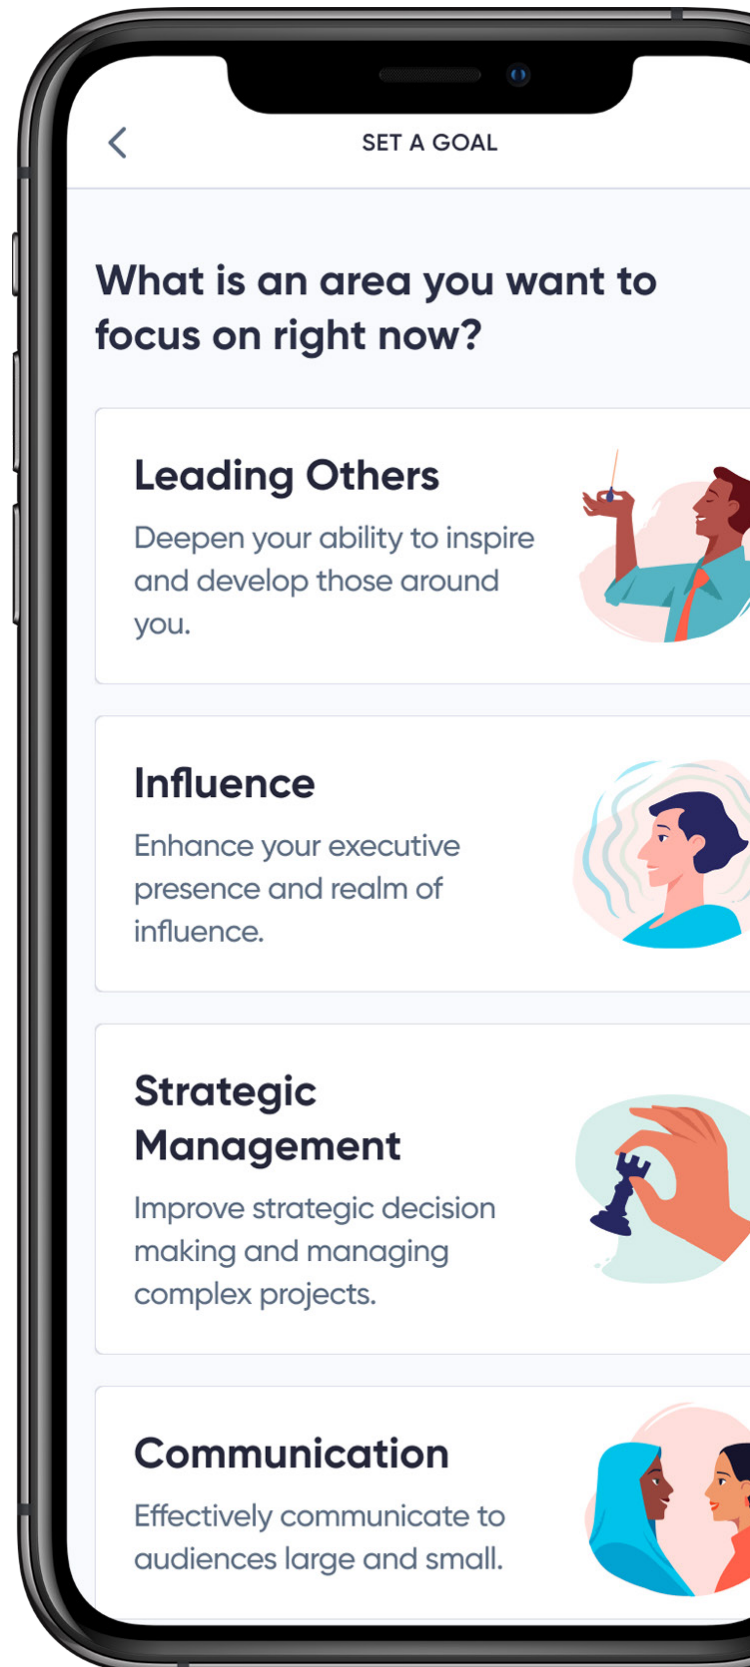 SET A GOAL
What is an area you want to
focus on right now?
Leading Others
Deepen your ability to inspire
and develop those around
you.
Influence
Enhance your executive
presence and realm of
influence.
Strategic
Management
Improve strategic decision
making and managing
complex projects.
Communication
Effectively communicate to
audiences large and small.